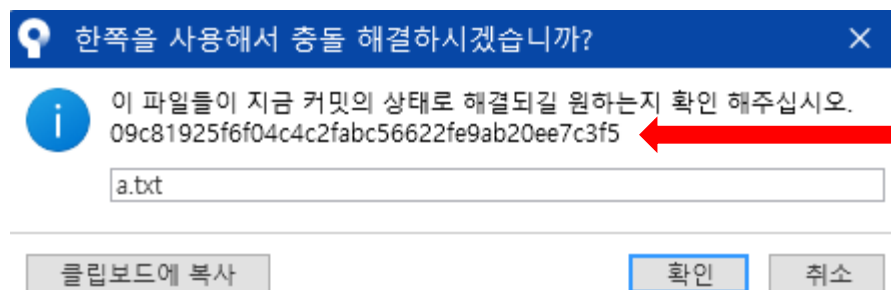 한쪽을 사용해서 충돌 해결하시겠습니까?
이 파일들이 지금 커밋의 상태로 해결되길 원하는지 확인 해주십시오.
09c81925f6f04c4c2fabc56622fe9ab20ee7c3f5
a.txt
클립보드에 복사
확인
취소